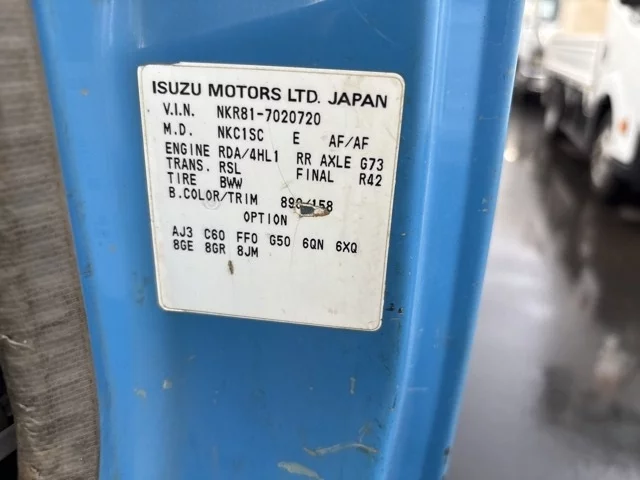 ISUZU MOTORS LTD. JAPAN
V.I.N. NKR81-7020720
M.D. NKC1SC E AF/AF
ENGINE RDA/4HL1 RR AXLE G73
TRANS. RSL FINAL R42
TIRE BWW
B.COLOR/TRIM /158
OPTION
AJ3 C60 FF0 G50 6QN 6XQ
8GE 8GR 8JM